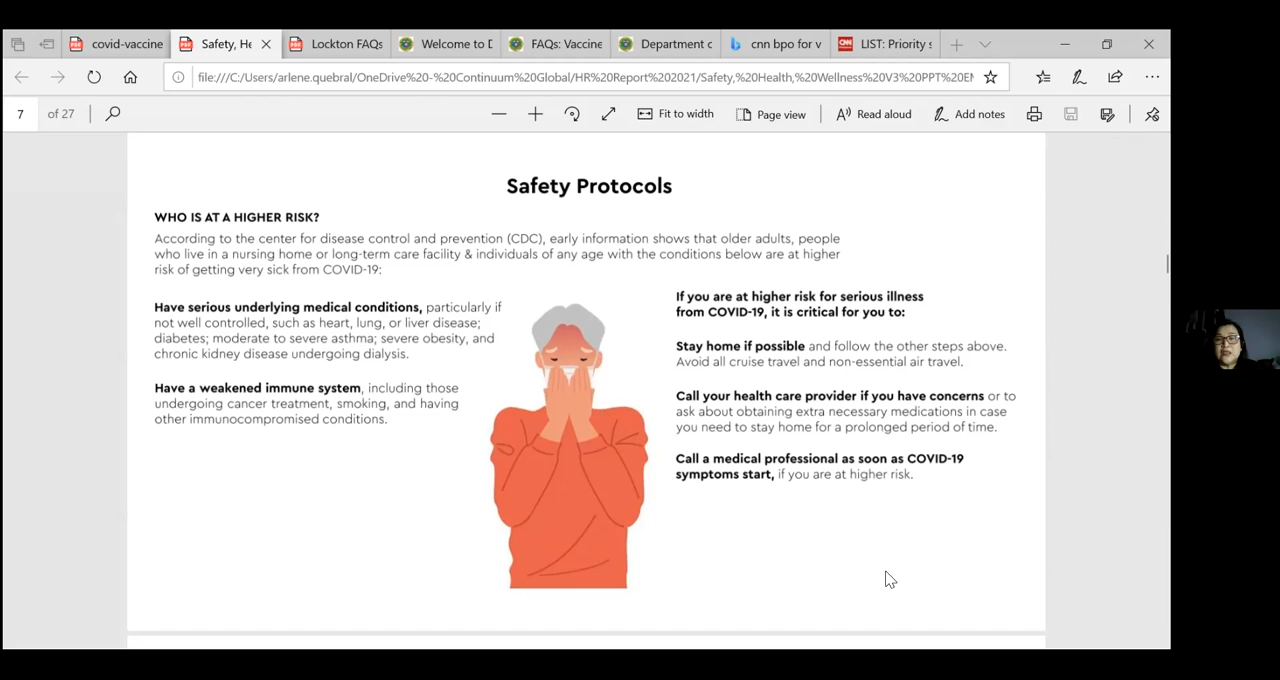 covid-vaccine
Safety, He
Lockton FAQs
Welcome to D
FAQs: Vaccine
Department c
cnn bpo for v
CNN
LIST: Priority s
file:///C:/Users/arlene.quebral/OneDrive%20-%20Continuum%20Global/HR%20Report%202021/Safety,%20Health,%20Wellness%20V3%20PPT%20EN
7 of 27
Fit to width
Page view
Read aloud
Add notes
Safety Protocols
WHO IS AT A HIGHER RISK?
According to the center for disease control and prevention (CDC), early information shows that older adults, people
who live in a nursing home or long-term care facility & individuals of any age with the conditions below are at higher
risk of getting very sick from COVID-19:
Have serious underlying medical conditions, particularly if
not well controlled, such as heart, lung, or liver disease;
diabetes; moderate to severe asthma; severe obesity, and
chronic kidney disease undergoing dialysis.
Have a weakened immune system, including those
undergoing cancer treatment, smoking, and having
other immunocompromised conditions.
If you are at higher risk for serious illness
from COVID-19, it is critical for you to:
Stay home if possible and follow the other steps above.
Avoid all cruise travel and non-essential air travel.
Call your health care provider if you have concerns or to
ask about obtaining extra necessary medications in case
you need to stay home for a prolonged period of time.
Call a medical professional as soon as COVID-19
symptoms start, if you are at higher risk.